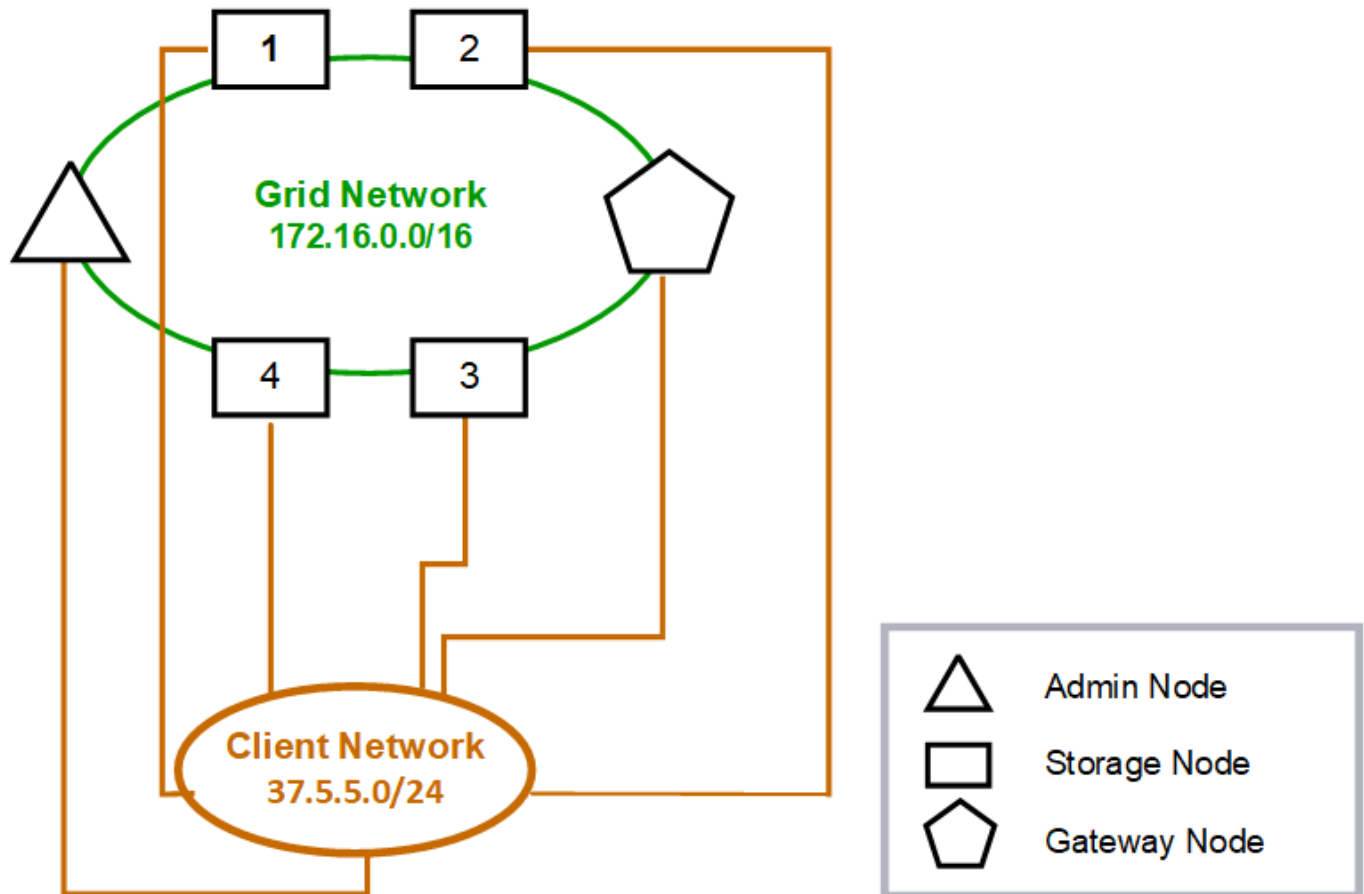 1
2
Grid Network
172.16.0.0/16
4
3
Client Network
37.5.5.0/24
Admin Node
Storage Node
Gateway Node